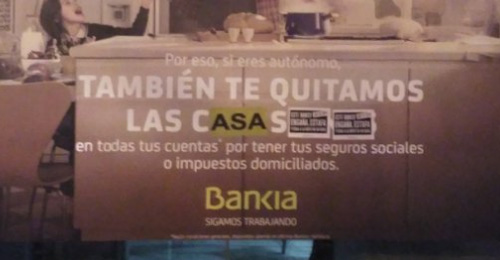 Por eso, si eres autónomo,
TAMBIÉN TE QUITAMOS
LAS CASAS
en todas tus cuentas* por tener tus seguros sociales
o impuestos domiciliados.
Bankia
SIGAMOS TRABAJANDO